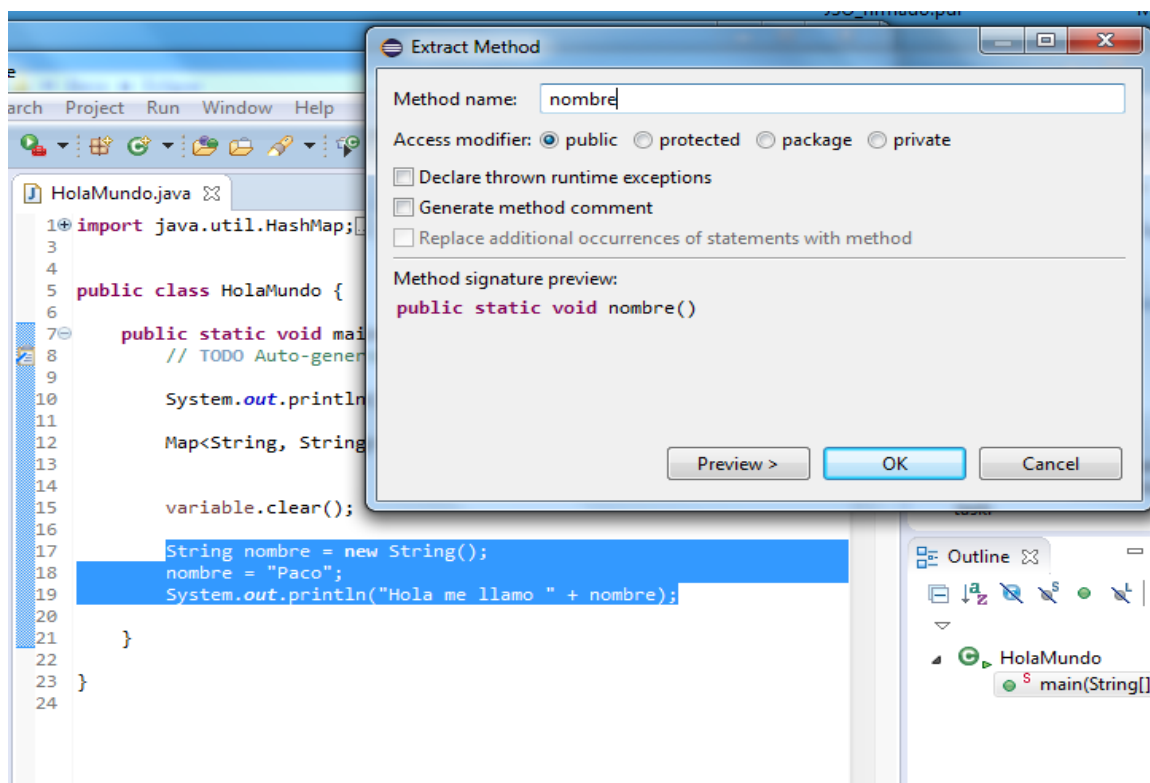 Extract Method
Method name: nombre
Access modifier: public protected package private
Declare thrown runtime exceptions
Generate method comment
Replace additional occurrences of statements with method
Method signature preview:
public static void nombre()
Preview > OK Cancel
Project Run Window Help
HolaMundo.java
1 import java.util.HashMap;
3
4
5 public class HolaMundo {
6
7 public static void mai
8 // TODO Auto-gener
9
10 System.out.println
11
12 Map<String, String
13
14
15 variable.clear();
16
17 String nombre = new String();
18 nombre = "Paco";
19 System.out.println("Hola me llamo " + nombre);
20
21 }
22
23 }
24
Outline
HolaMundo
main(String[]